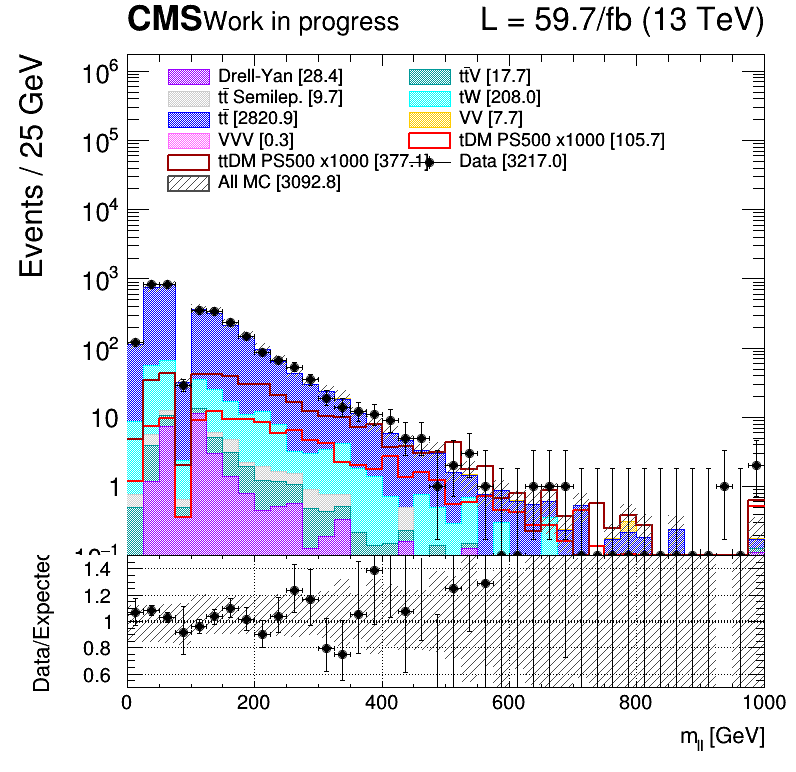 CMS Work in progress L = 59.7/fb (13 TeV)
Events / 25 GeV
10⁶
10⁵
10⁴
10³
10²
10
1
10⁻¹
Drell-Yan [28.4]
tt̄V [17.7]
tt̄ Semilep. [9.7]
tW [208.0]
tt̄ [2820.9]
VV [7.7]
VVV [0.3]
tDM PS500 x1000 [105.7]
ttDM PS500 x1000 [377.1]
Data [3217.0]
All MC [3092.8]
Data/Expected
1.4
1.2
1
0.8
0.6
0 200 400 600 800 1000
m_ll [GeV]